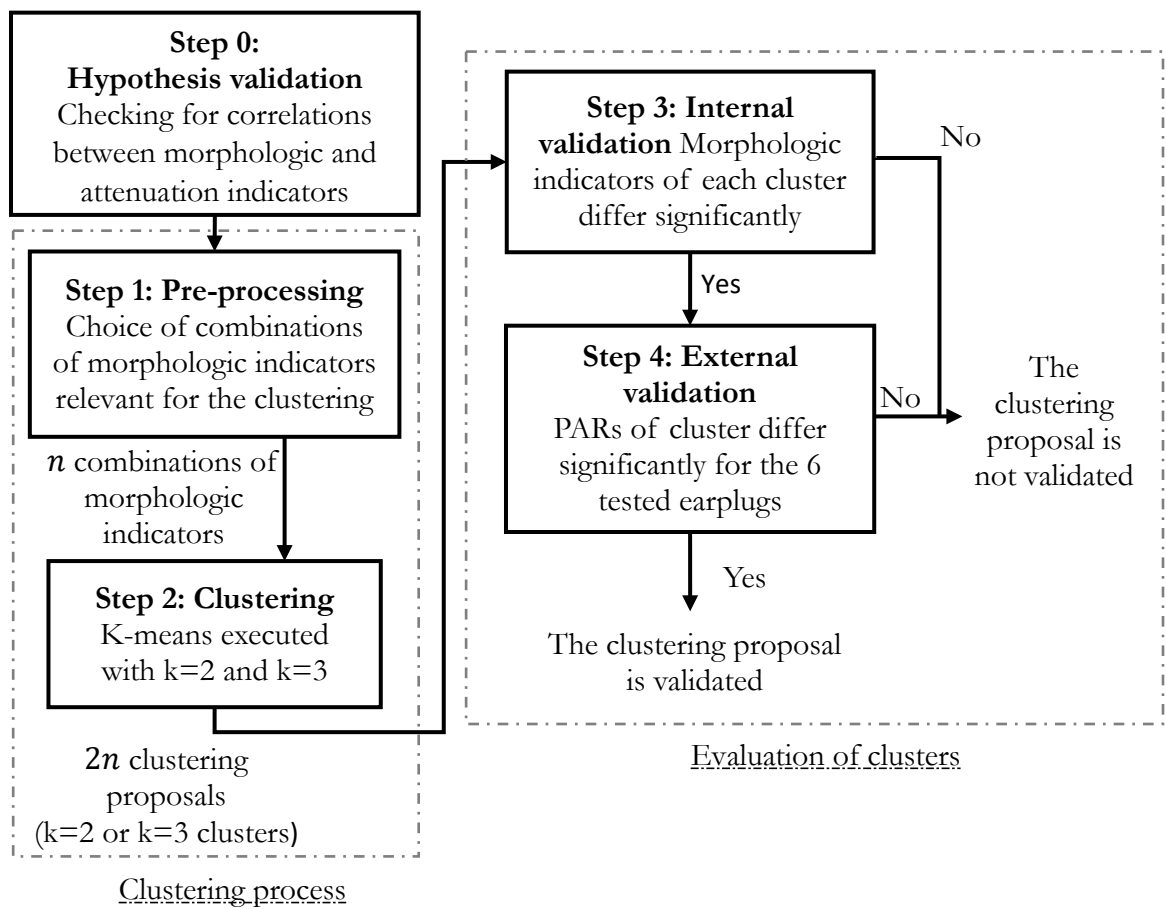 Step 0:
Hypothesis validation
Checking for correlations
between morphologic and
attenuation indicators
Step 1: Pre-processing
Choice of combinations
of morphologic indicators
relevant for the clustering
n combinations of
morphologic
indicators
Step 2: Clustering
K-means executed
with k=2 and k=3
2n clustering
proposals
(k=2 or k=3 clusters)
Clustering process
Step 3: Internal
validation Morphologic
indicators of each cluster
differ significantly
No
Yes
Step 4: External
validation
PARs of cluster differ
significantly for the 6
tested earplugs
No
The
clustering
proposal is
not validated
Yes
The clustering proposal
is validated
Evaluation of clusters